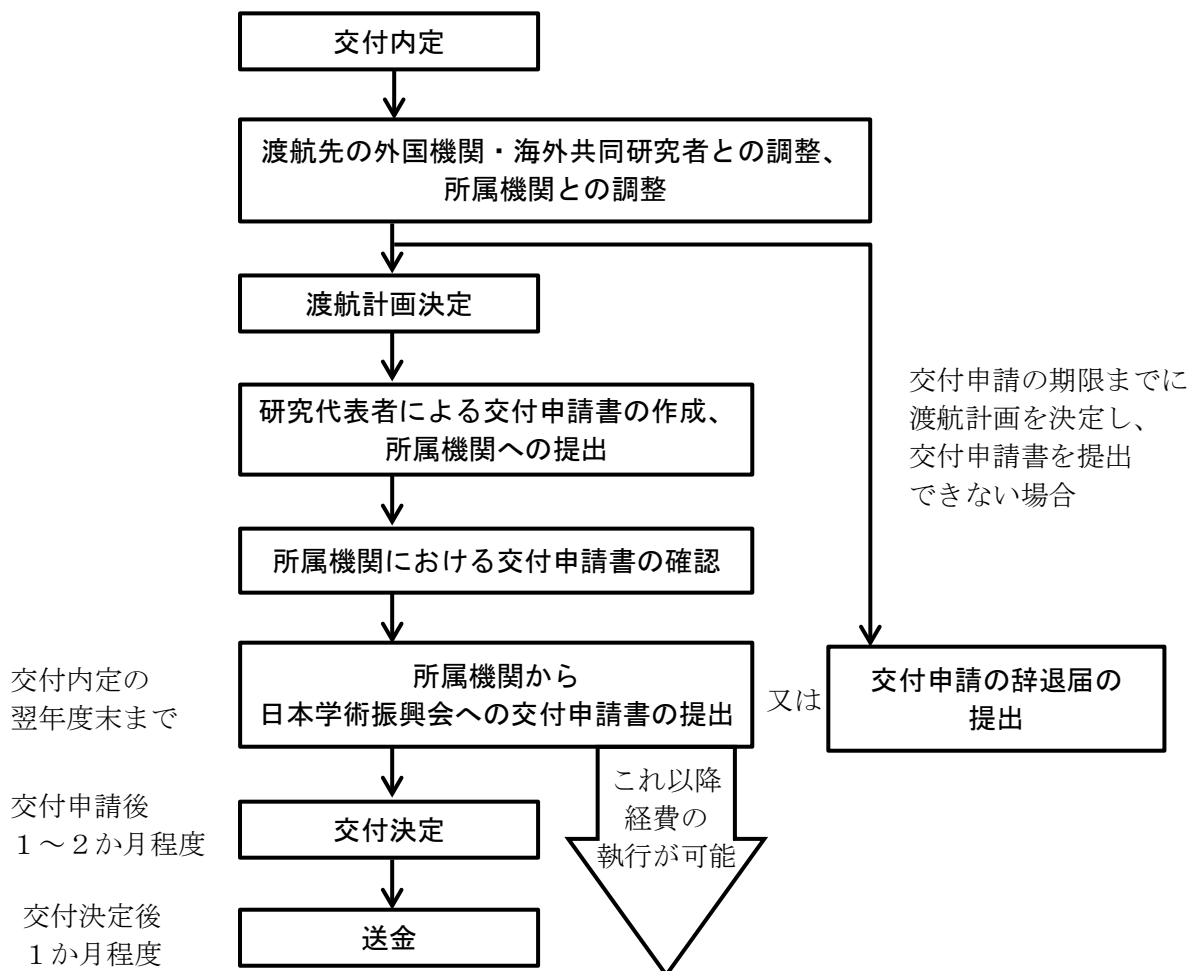 交付内定
渡航先の外国機関・海外共同研究者との調整、
所属機関との調整
渡航計画決定
研究代表者による交付申請書の作成、
所属機関への提出
交付申請の期限までに
渡航計画を決定し、
交付申請書を提出
できない場合
所属機関における交付申請書の確認
交付内定の
翌年度末まで
所属機関から
日本学術振興会への交付申請書の提出
又は
交付申請の辞退届の
提出
これ以降
経費の
執行が可能
交付申請後
１～２か月程度
交付決定
交付決定後
１か月程度
送金